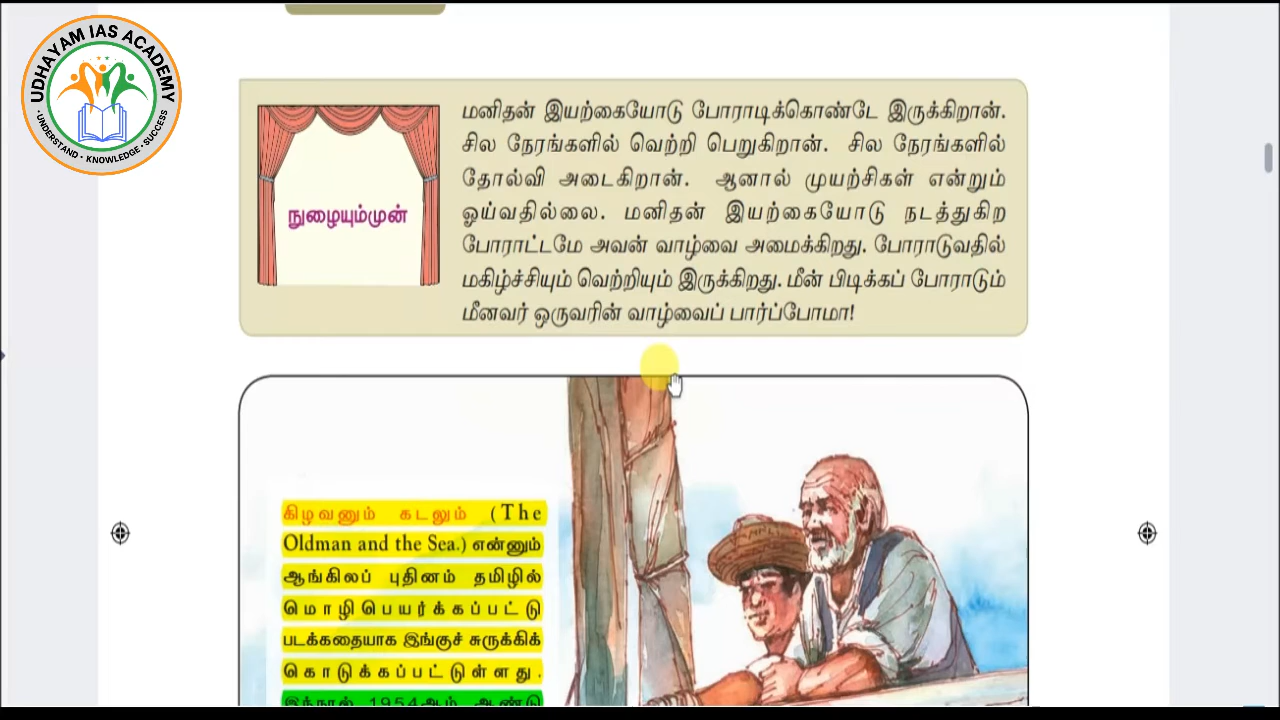 UDHAYAM IAS ACADEMY
· UNDERSTAND · KNOWLEDGE · SUCCESS ·
நுழையும்முன்
மனிதன் இயற்கையோடு போராடிக்கொண்டே இருக்கிறான்.
சில நேரங்களில் வெற்றி பெறுகிறான். சில நேரங்களில்
தோல்வி அடைகிறான். ஆனால் முயற்சிகள் என்றும்
ஓய்வதில்லை. மனிதன் இயற்கையோடு நடத்துகிற
போராட்டமே அவன் வாழ்வை அமைக்கிறது. போராடுவதில்
மகிழ்ச்சியும் வெற்றியும் இருக்கிறது. மீன் பிடிக்கப் போராடும்
மீனவர் ஒருவரின் வாழ்வைப் பார்ப்போமா!
கிழவனும் கடலும் (The
Oldman and the Sea.) என்னும்
ஆங்கிலப் புதினம் தமிழில்
மொழிபெயர்க்கப்பட்டு
படக்கதையாக இங்குச் சுருக்கிக்
கொடுக்கப்பட்டுள்ளது.
இந்நூல் 1954ஆம் ஆண்டு